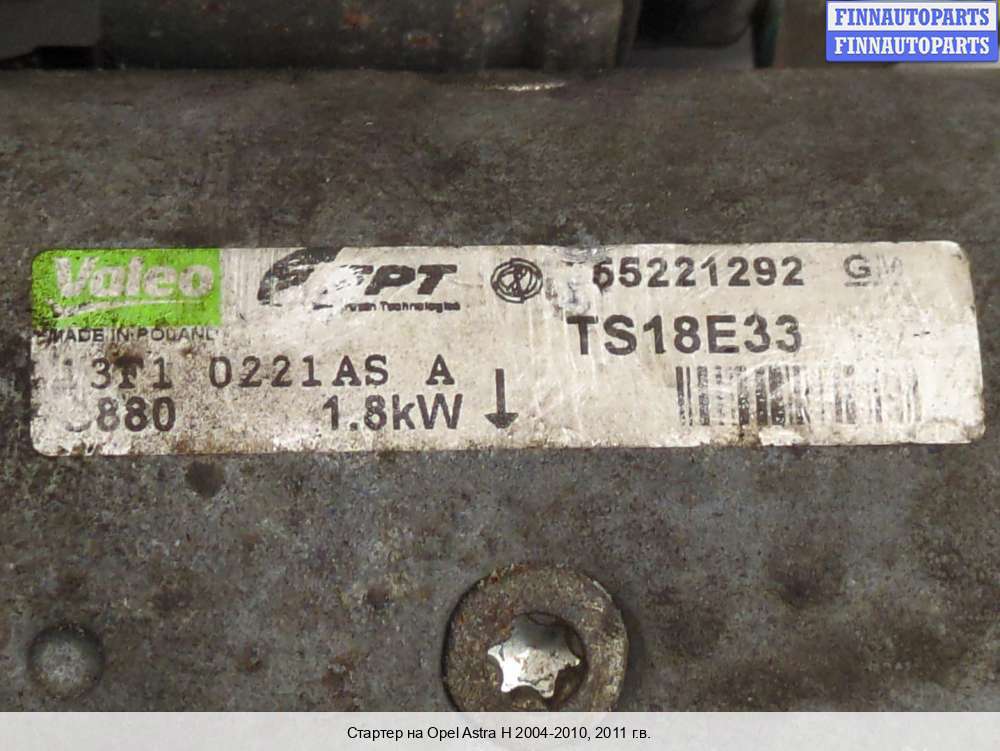 FINNAUTOPARTS
FINNAUTOPARTS
Valeo
MADE IN POLAND
FPT
Technologies
55221292 GM
TS18E33
0221AS A
1.8kW
Стартер на Opel Astra H 2004-2010, 2011 г.в.